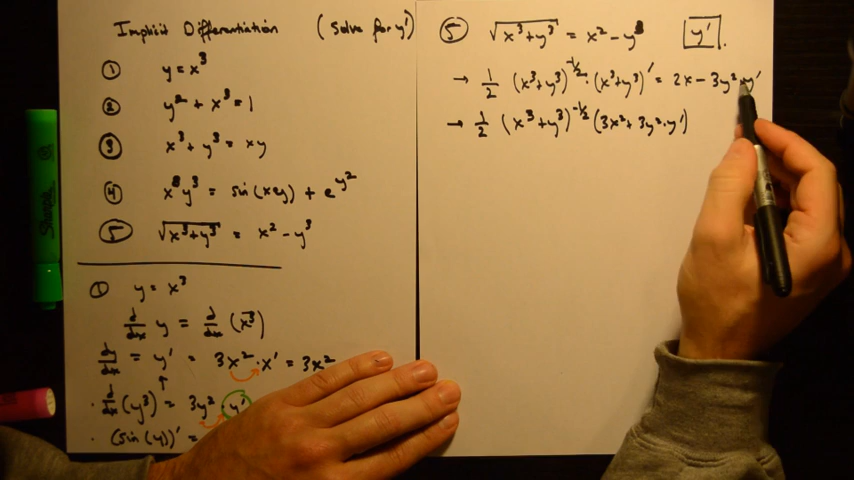 Implicit Differentiation (Solve for y')
① y = x³
② y² + x³ = 1
③ x³ + y³ = xy
④ x⁸y³ = sin(xy) + e^y²
⑤ √(x³+y³) = x² - y³
① y = x³
d/dx y = d/dx (x³)
d/dx = y' = 3x² · x' = 3x²
· d/dx (y³) = 3y² y'
· (sin(y))' =
⑤ √(x³+y³) = x² - y³ y'.
→ 1/2 (x³+y³)^-1/2 · (x³+y³)' = 2x - 3y² · y'
→ 1/2 (x³+y³)^-1/2 (3x² + 3y² · y')
Sharpie